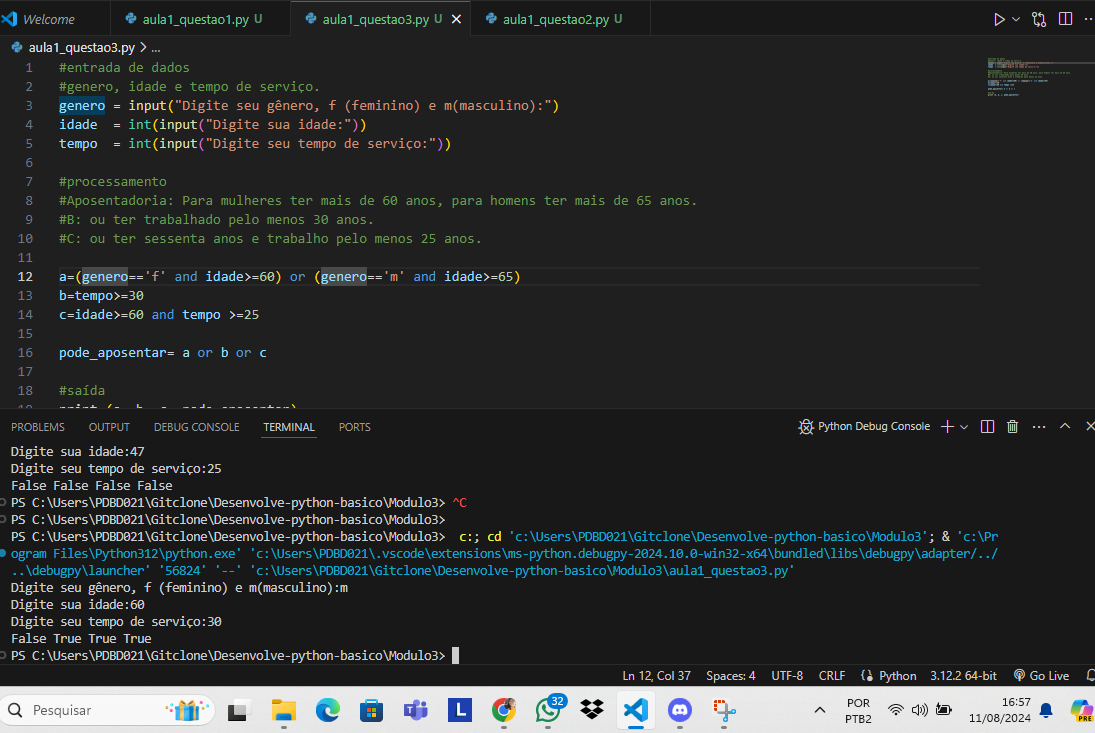 Welcome
aula1_questao1.py U
aula1_questao3.py U
aula1_questao2.py U
aula1_questao3.py > ...
1 #entrada de dados
2 #genero, idade e tempo de serviço.
3 genero = input("Digite seu gênero, f (feminino) e m(masculino):")
4 idade  = int(input("Digite sua idade:"))
5 tempo  = int(input("Digite seu tempo de serviço:"))
6
7 #processamento
8 #Aposentadoria: Para mulheres ter mais de 60 anos, para homens ter mais de 65 anos.
9 #B: ou ter trabalhado pelo menos 30 anos.
10 #C: ou ter sessenta anos e trabalho pelo menos 25 anos.
11
12 a=(genero=='f' and idade>=60) or (genero=='m' and idade>=65)
13 b=tempo>=30
14 c=idade>=60 and tempo >=25
15
16 pode_aposentar= a or b or c
17
18 #saída
PROBLEMS OUTPUT DEBUG CONSOLE TERMINAL PORTS
Python Debug Console
Digite sua idade:47
Digite seu tempo de serviço:25
False False False False
PS C:\Users\PDBD021\Gitclone\Desenvolve-python-basico\Modulo3> ^C
PS C:\Users\PDBD021\Gitclone\Desenvolve-python-basico\Modulo3>
PS C:\Users\PDBD021\Gitclone\Desenvolve-python-basico\Modulo3>  c:; cd 'c:\Users\PDBD021\Gitclone\Desenvolve-python-basico\Modulo3'; & 'c:\Pr
ogram Files\Python312\python.exe' 'c:\Users\PDBD021\.vscode\extensions\ms-python.debugpy-2024.10.0-win32-x64\bundled\libs\debugpy\adapter/../
..\debugpy\launcher' '56824' '--' 'c:\Users\PDBD021\Gitclone\Desenvolve-python-basico\Modulo3\aula1_questao3.py'
Digite seu gênero, f (feminino) e m(masculino):m
Digite sua idade:60
Digite seu tempo de serviço:30
False True True True
PS C:\Users\PDBD021\Gitclone\Desenvolve-python-basico\Modulo3>
Ln 12, Col 37 Spaces: 4 UTF-8 CRLF Python 3.12.2 64-bit Go Live
Pesquisar
L
32
POR
PTB2
16:57
11/08/2024
PRE